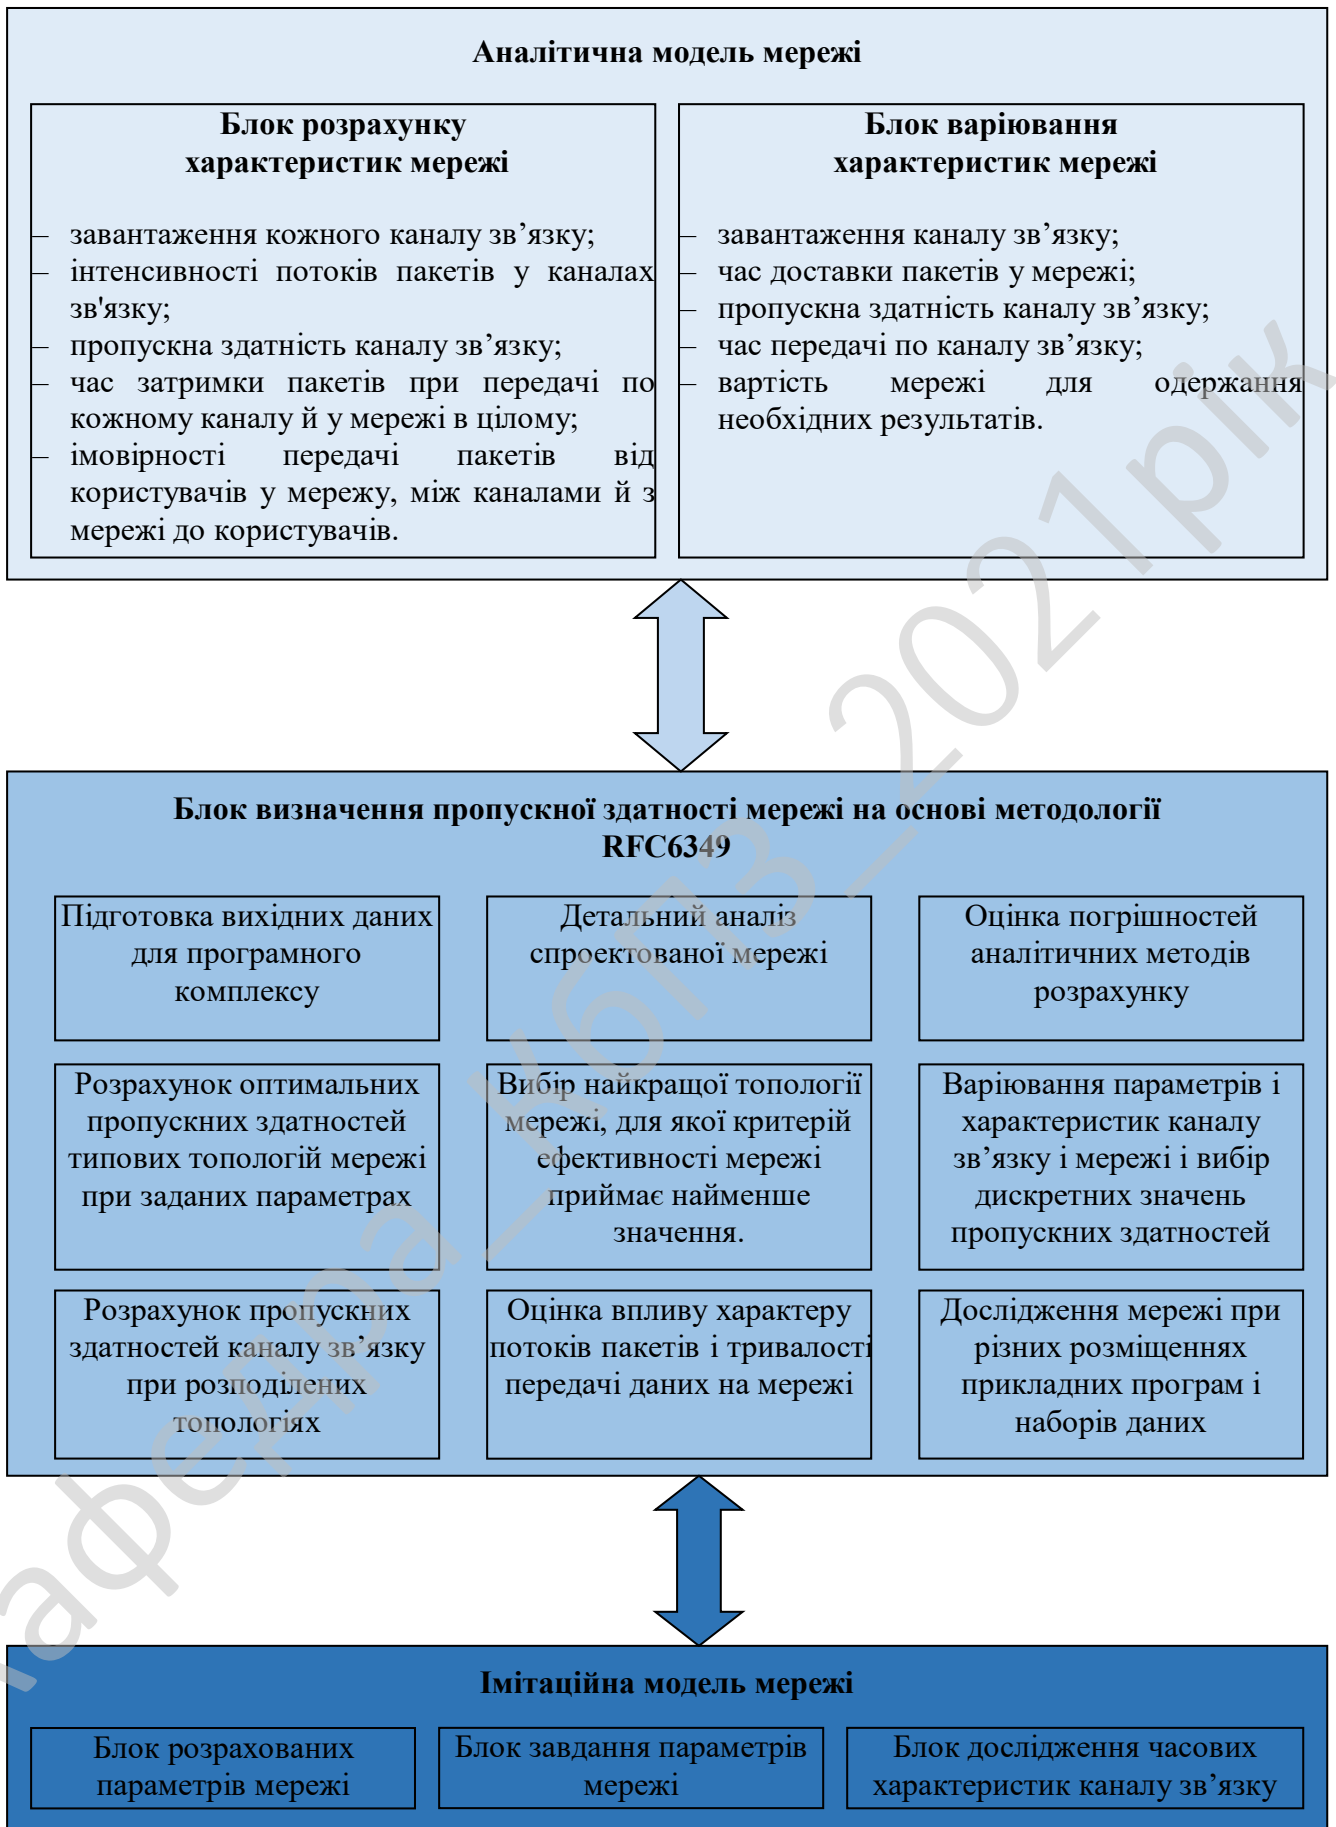 Аналітична модель мережі
Блок розрахунку
характеристик мережі
– завантаження кожного каналу зв’язку;
– інтенсивності потоків пакетів у каналах
зв'язку;
– пропускна здатність каналу зв’язку;
– час затримки пакетів при передачі по
кожному каналу й у мережі в цілому;
– імовірності передачі пакетів від
користувачів у мережу, між каналами й з
мережі до користувачів.
Блок варіювання
характеристик мережі
– завантаження каналу зв’язку;
– час доставки пакетів у мережі;
– пропускна здатність каналу зв’язку;
– час передачі по каналу зв’язку;
– вартість мережі для одержання
необхідних результатів.
Блок визначення пропускної здатності мережі на основі методології
RFC6349
Підготовка вихідних даних
для програмного
комплексу
Детальний аналіз
спроектованої мережі
Оцінка погрішностей
аналітичних методів
розрахунку
Розрахунок оптимальних
пропускних здатностей
типових топологій мережі
при заданих параметрах
Вибір найкращої топології
мережі, для якої критерій
ефективності мережі
приймає найменше
значення.
Варіювання параметрів і
характеристик каналу
зв’язку і мережі і вибір
дискретних значень
пропускних здатностей
Розрахунок пропускних
здатностей каналу зв’язку
при розподілених
топологіях
Оцінка впливу характеру
потоків пакетів і тривалості
передачі даних на мережі
Дослідження мережі при
різних розміщеннях
прикладних програм і
наборів даних
Імітаційна модель мережі
Блок розрахованих
параметрів мережі
Блок завдання параметрів
мережі
Блок дослідження часових
характеристик каналу зв’язку
афедра_КбПЗ_2021рік